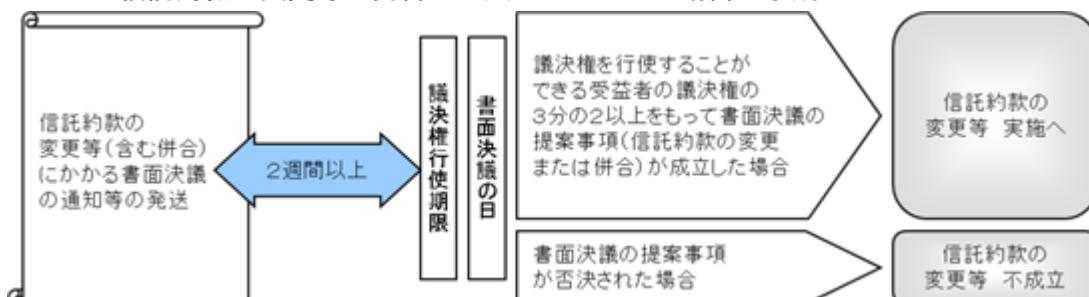 信託約款の
変更等(含む併合)
にかかる書面決議
の通知等の発送
2週間以上
議決権行使期限
書面決議の日
議決権を行使することが
できる受益者の議決権の
3分の2以上をもって書面決議の
提案事項(信託約款の変更
または併合)が成立した場合
信託約款の
変更等 実施へ
書面決議の提案事項
が否決された場合
信託約款の
変更等 不成立